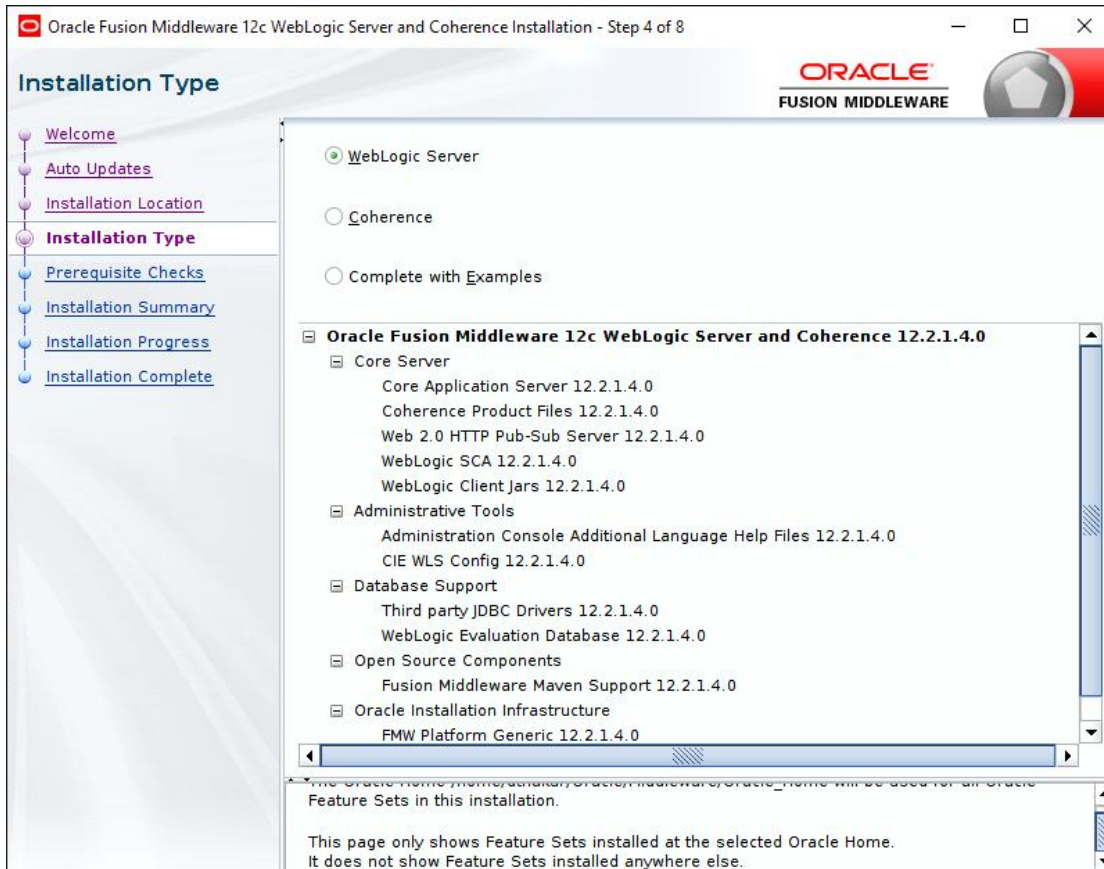 Oracle Fusion Middleware 12c WebLogic Server and Coherence Installation - Step 4 of 8
Installation Type
ORACLE
FUSION MIDDLEWARE
Welcome
Auto Updates
Installation Location
Installation Type
Prerequisite Checks
Installation Summary
Installation Progress
Installation Complete
WebLogic Server
Coherence
Complete with Examples
Oracle Fusion Middleware 12c WebLogic Server and Coherence 12.2.1.4.0
Core Server
Core Application Server 12.2.1.4.0
Coherence Product Files 12.2.1.4.0
Web 2.0 HTTP Pub-Sub Server 12.2.1.4.0
WebLogic SCA 12.2.1.4.0
WebLogic Client Jars 12.2.1.4.0
Administrative Tools
Administration Console Additional Language Help Files 12.2.1.4.0
CIE WLS Config 12.2.1.4.0
Database Support
Third party JDBC Drivers 12.2.1.4.0
WebLogic Evaluation Database 12.2.1.4.0
Open Source Components
Fusion Middleware Maven Support 12.2.1.4.0
Oracle Installation Infrastructure
FMW Platform Generic 12.2.1.4.0
The Oracle Home will be used for all Oracle
Feature Sets in this installation.
This page only shows Feature Sets installed at the selected Oracle Home.
It does not show Feature Sets installed anywhere else.